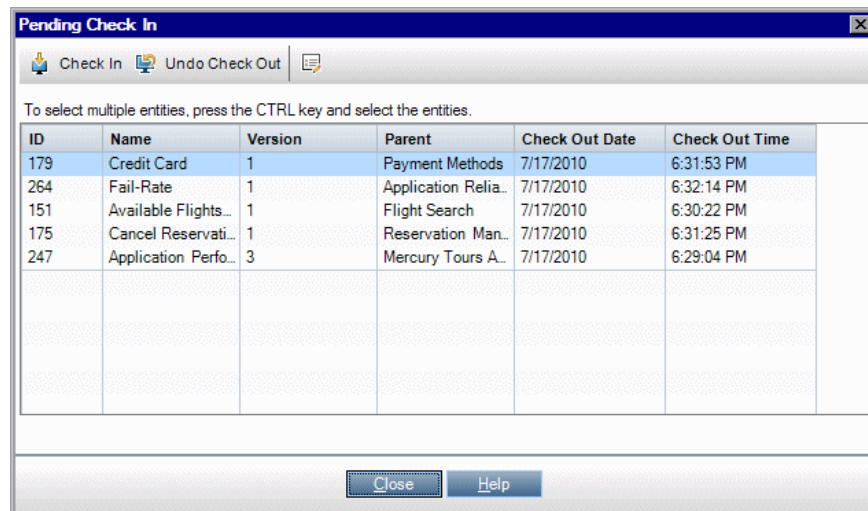 Pending Check In
Check In Undo Check Out
To select multiple entities, press the CTRL key and select the entities.
ID Name Version Parent Check Out Date Check Out Time
179 Credit Card 1 Payment Methods 7/17/2010 6:31:53 PM
264 Fail-Rate 1 Application Relia... 7/17/2010 6:32:14 PM
151 Available Flights... 1 Flight Search 7/17/2010 6:30:22 PM
175 Cancel Reservati... 1 Reservation Man... 7/17/2010 6:31:25 PM
247 Application Perfo... 3 Mercury Tours A... 7/17/2010 6:29:04 PM
Close Help